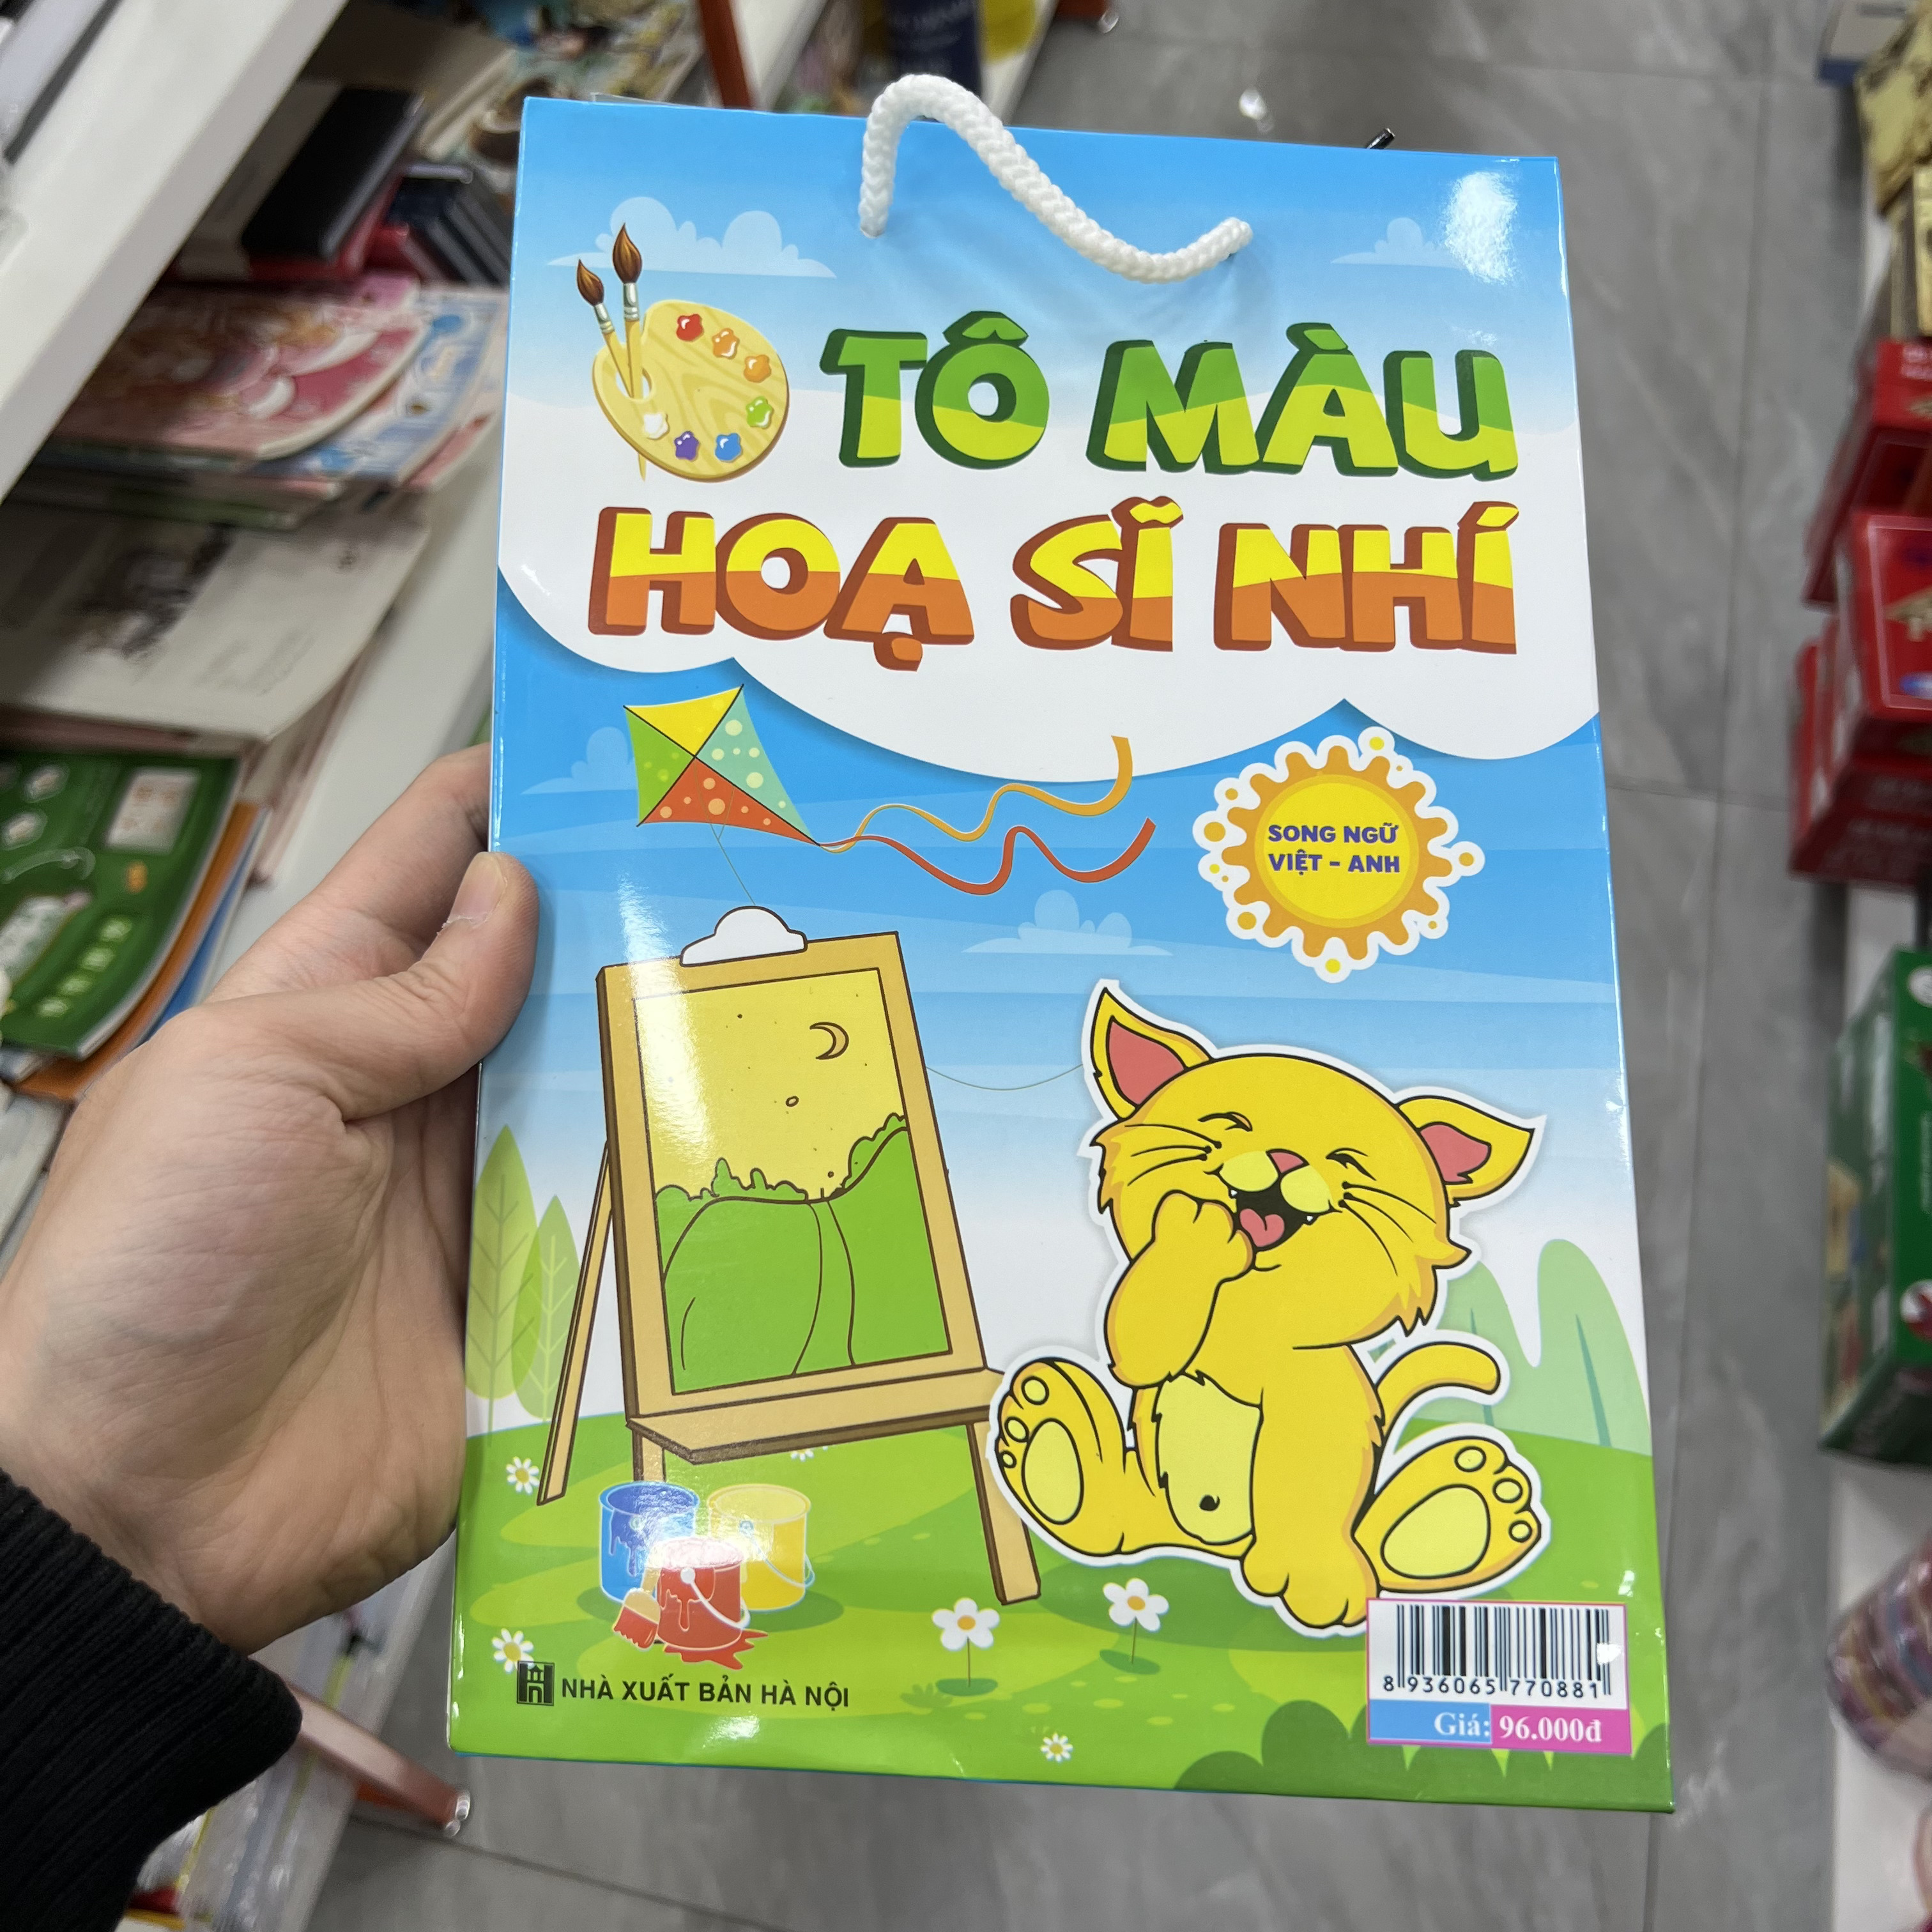 TÔ MÀU
HOẠ SĨ NHÍ
SONG NGỮ
VIỆT - ANH
NHÀ XUẤT BẢN HÀ NỘI
8 936065 770881
Giá: 96.000đ